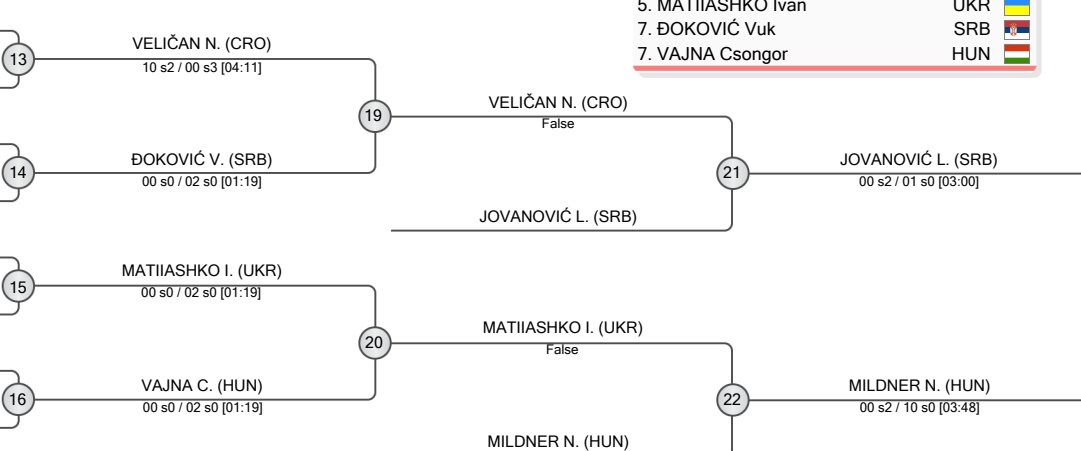 5. MATIIASHKO Ivan UKR
7. ĐOKOVIĆ Vuk SRB
7. VAJNA Csongor HUN
13
VELIČAN N. (CRO)
10 s2 / 00 s3 [04:11]
19
VELIČAN N. (CRO)
False
14
ĐOKOVIĆ V. (SRB)
00 s0 / 02 s0 [01:19]
21
JOVANOVIĆ L. (SRB)
00 s2 / 01 s0 [03:00]
JOVANOVIĆ L. (SRB)
15
MATIIASHKO I. (UKR)
00 s0 / 02 s0 [01:19]
20
MATIIASHKO I. (UKR)
False
16
VAJNA C. (HUN)
00 s0 / 02 s0 [01:19]
22
MILDNER N. (HUN)
00 s2 / 10 s0 [03:48]
MILDNER N. (HUN)